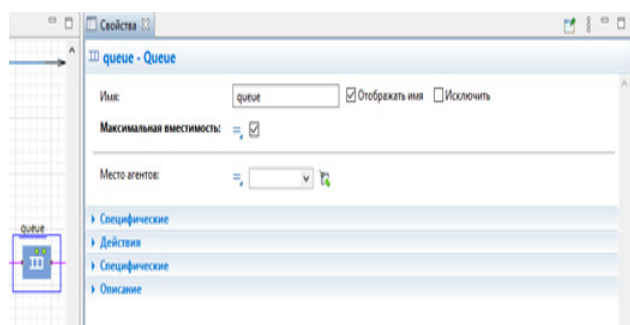 Свойства
queue - Queue
Имя: queue Отображать имя Исключить
Максимальная вместимость:
Место агентов:
Специфические
Действия
Специфические
Описание
queue